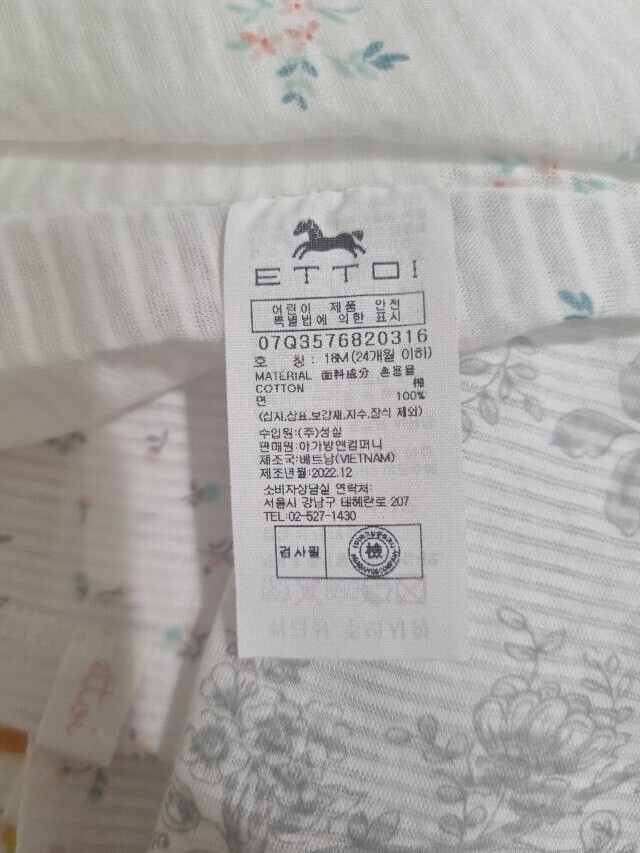 ETTOI
어린이 제품 안전
특별법에 의한 표시
07Q3576820316
호 칭 : 18M(24개월 이하)
MATERIAL 面料成分 혼용율
COTTON 棉
면 100%
(심사,상표,보강재,자수,장식 제외)
수입원:(주)성실
판매원:아가방앤컴퍼니
제조국:베트남(VIETNAM)
제조년월:2022.12
소비자상담실 연락처:
서울시 강남구 테헤란로 207
TEL:02-527-1430
검사필 檢
ettoi